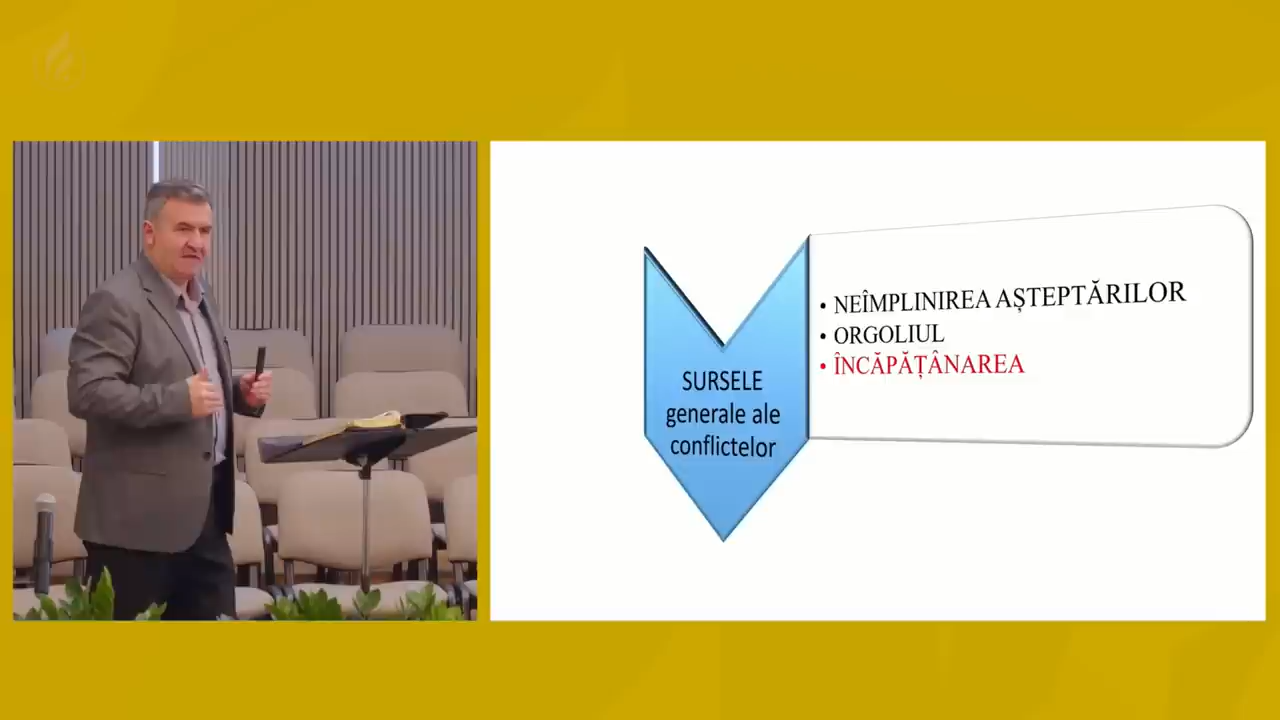 SURSELE
generale ale
conflictelor
• NEÎMPLINIREA AȘTEPTĂRILOR
• ORGOLIUL
• ÎNCĂPĂȚÂNAREA